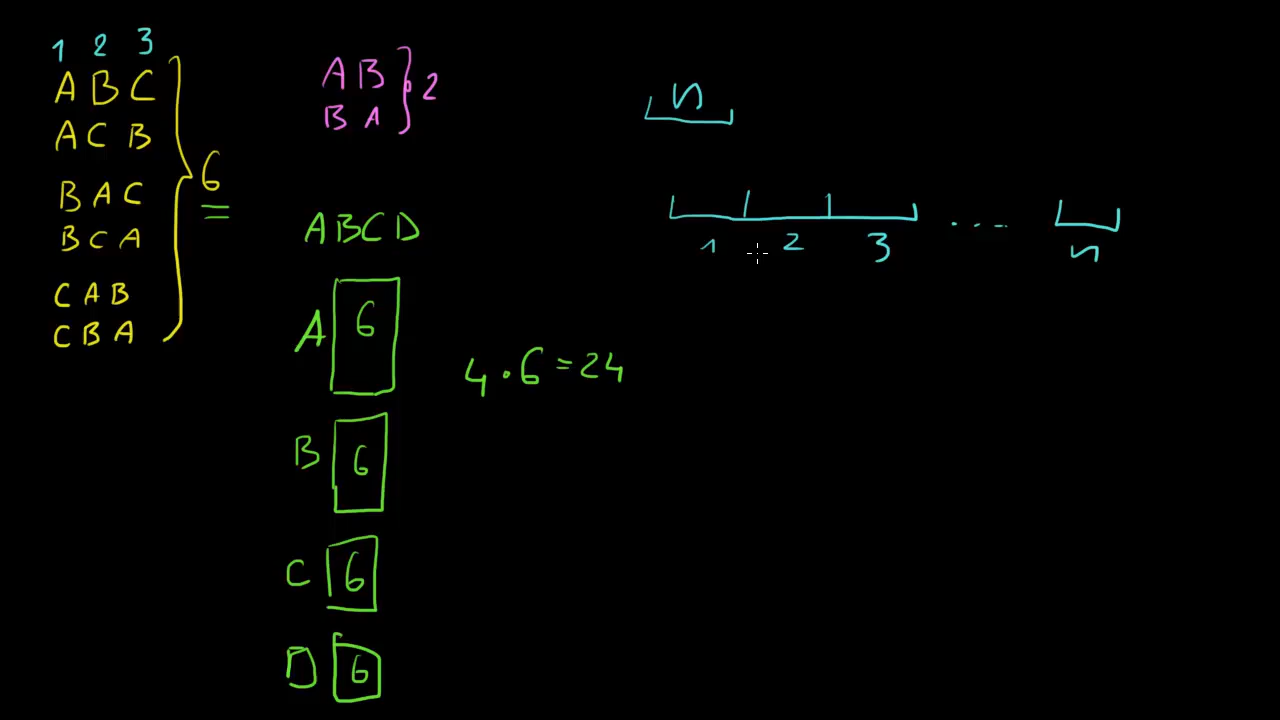 1 2 3
A B C
A C B
B A C
B C A
C A B
C B A
6
A B
B A
2
A B C D
A 6
B 6
C 6
D 6
4 · 6 = 24
n
1 2 3 .... n